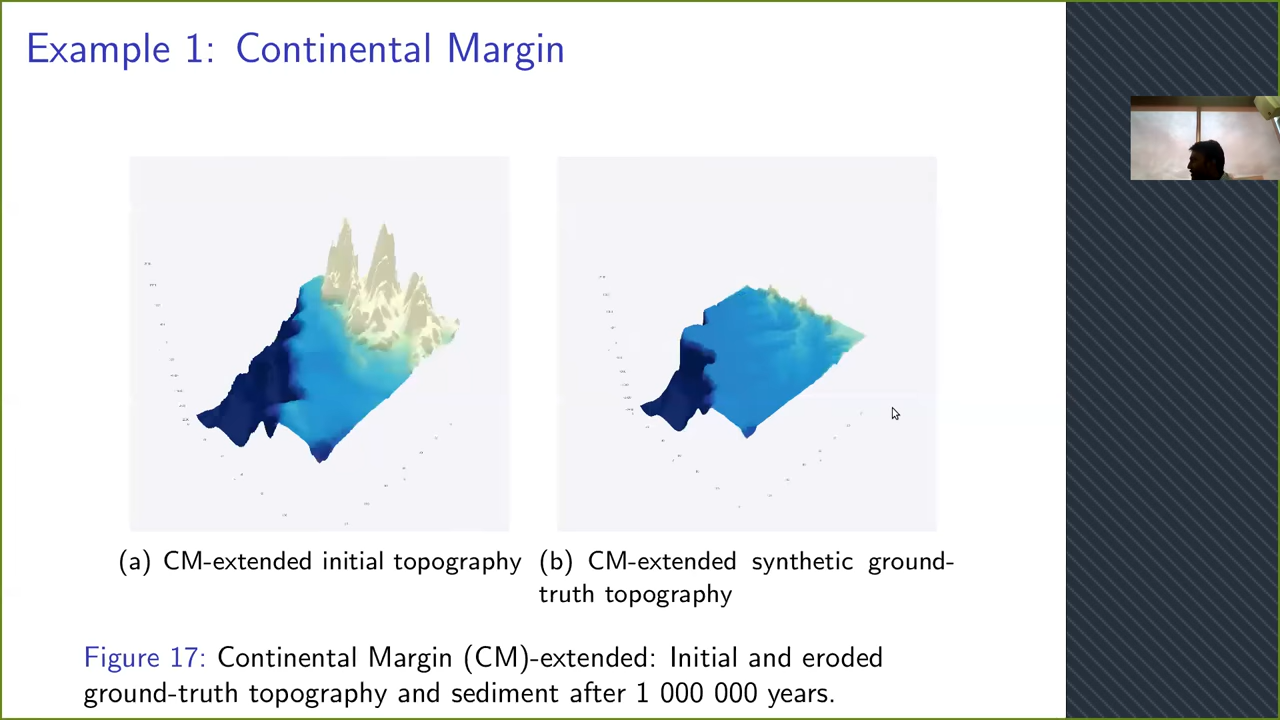 Example 1: Continental Margin
(a) CM-extended initial topography
(b) CM-extended synthetic ground-
truth topography
Figure 17: Continental Margin (CM)-extended: Initial and eroded
ground-truth topography and sediment after 1 000 000 years.